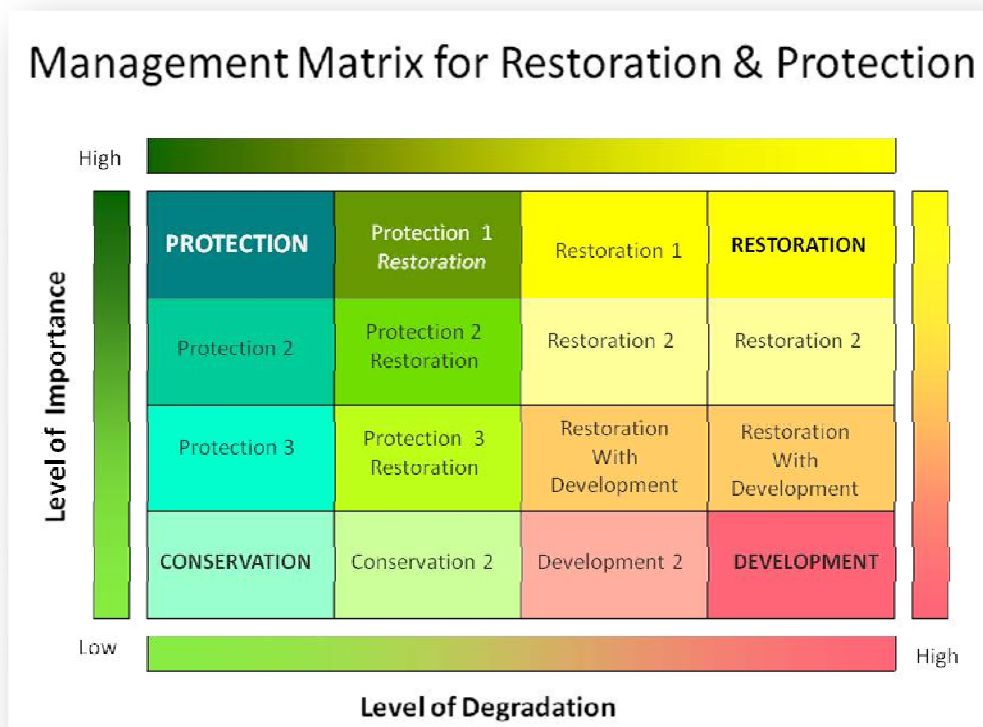 Management Matrix for Restoration & Protection
High
PROTECTION
Protection 1
Restoration
Restoration 1
RESTORATION
Protection 2
Protection 2
Restoration
Restoration 2
Restoration 2
Protection 3
Protection 3
Restoration
Restoration
With
Development
Restoration
With
Development
CONSERVATION
Conservation 2
Development 2
DEVELOPMENT
Level of Importance
Low
High
Level of Degradation